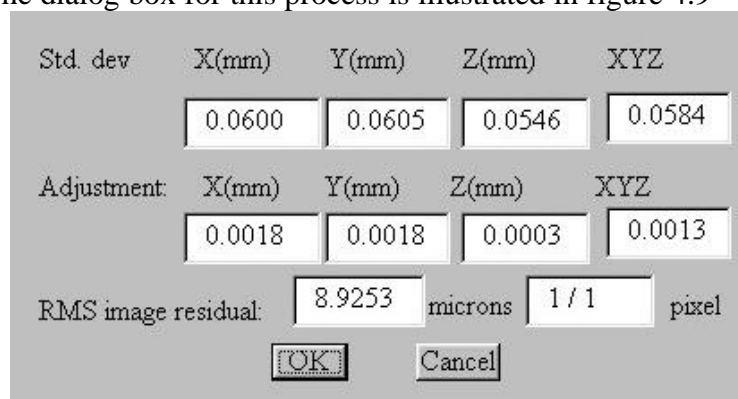 dialog box for this process is illustrated in figure 4.9
Std. dev X(mm) Y(mm) Z(mm) XYZ
0.0600 0.0605 0.0546 0.0584
Adjustment: X(mm) Y(mm) Z(mm) XYZ
0.0018 0.0018 0.0003 0.0013
RMS image residual: 8.9253 microns 1 / 1 pixel
OK Cancel